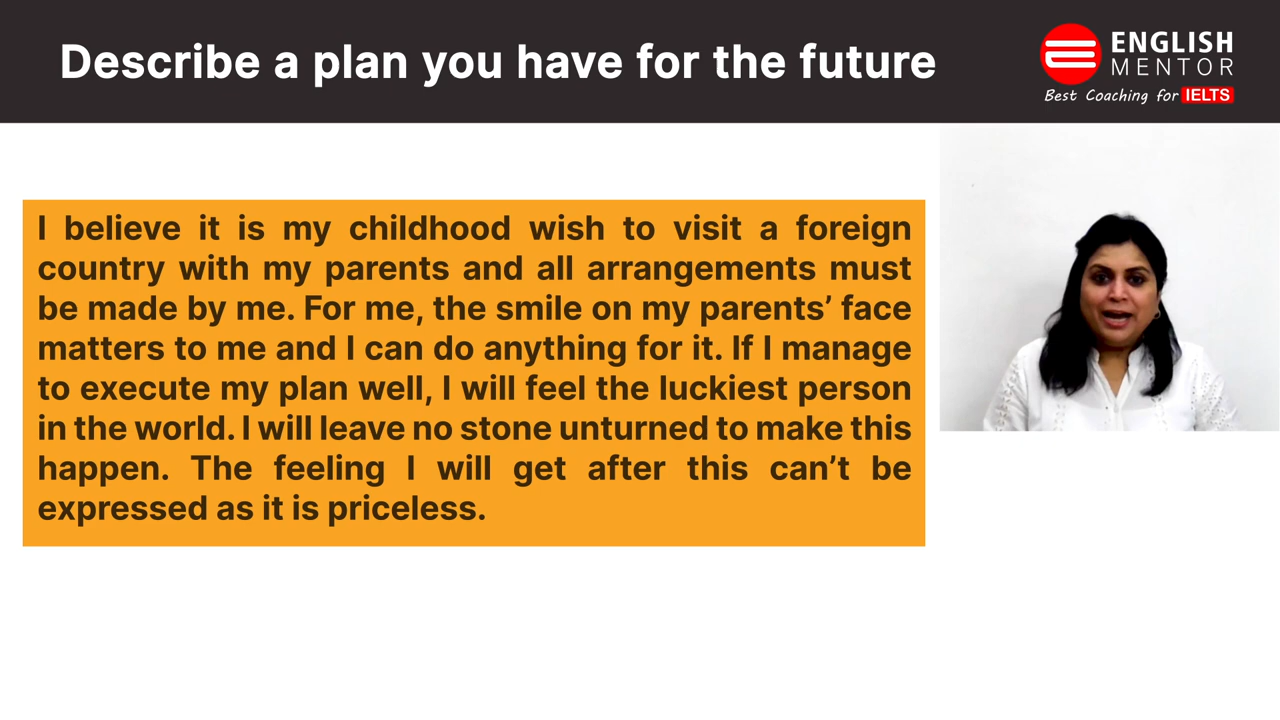 Describe a plan you have for the future
ENGLISH
MENTOR
Best Coaching for IELTS
I believe it is my childhood wish to visit a foreign
country with my parents and all arrangements must
be made by me. For me, the smile on my parents’ face
matters to me and I can do anything for it. If I manage
to execute my plan well, I will feel the luckiest person
in the world. I will leave no stone unturned to make this
happen. The feeling I will get after this can’t be
expressed as it is priceless.